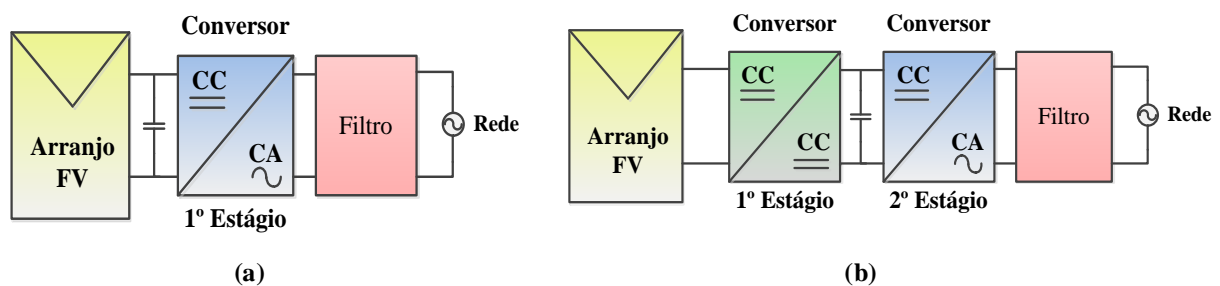 Conversor
CC
CA
Arranjo
FV
Filtro
Rede
1º Estágio
(a)
Conversor
Conversor
CC
CC
CC
CA
Arranjo
FV
Filtro
Rede
1º Estágio
2º Estágio
(b)